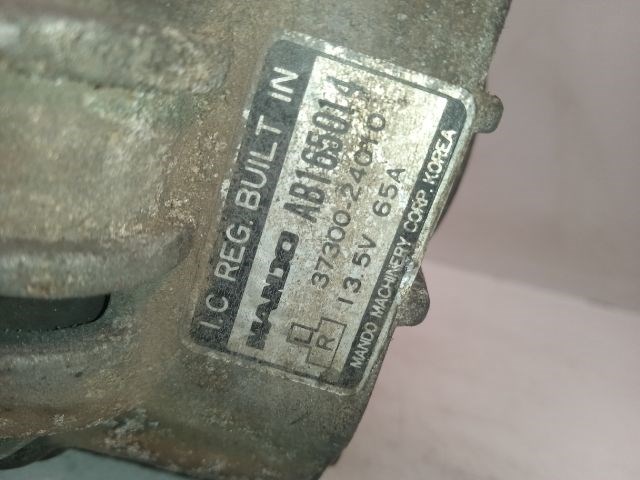 I.C REG. BUILT IN
MANDO AB165014
37300-24010
L R 13.5V 65A
MANDO MACHINERY CORP. KOREA